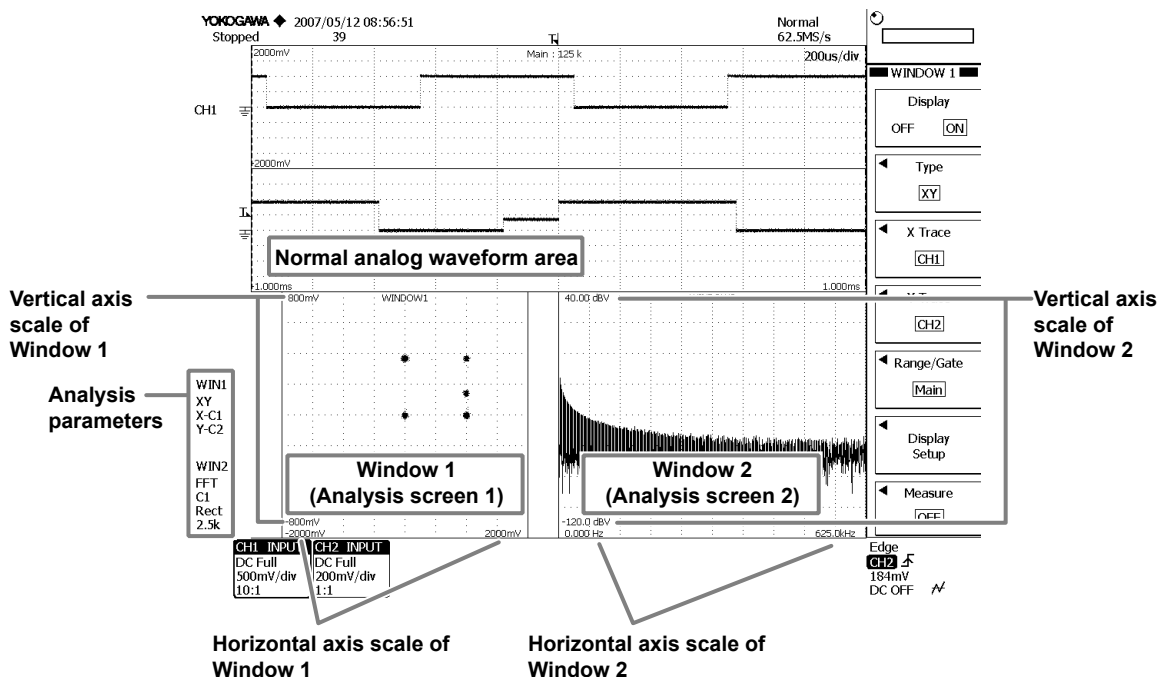 YOKOGAWA ◆ 2007/05/12 08:56:51
Stopped 39
Normal
62.5MS/s
2000mV
Main : 125 k
200us/div
CH1
-2000mV
T
Normal analog waveform area
-1.000ms
1.000ms
WINDOW 1
Display
OFF ON
Type
XY
X Trace
CH1
CH2
Range/Gate
Main
Display
Setup
Measure
OFF
Vertical axis
scale of
Window 1
800mV
WINDOW1
40.00 dBV
Vertical axis
scale of
Window 2
Analysis
parameters
WIN1
XY
X-C1
Y-C2
WIN2
FFT
C1
Rect
2.5k
Window 1
(Analysis screen 1)
Window 2
(Analysis screen 2)
-800mV
-2000mV
2000mV
-120.0 dBV
0.000 Hz
625.0kHz
CH1 INPUT
DC Full
500mV/div
10:1
CH2 INPUT
DC Full
200mV/div
1:1
Edge
CH2
184mV
DC OFF
Horizontal axis scale of
Window 1
Horizontal axis scale of
Window 2